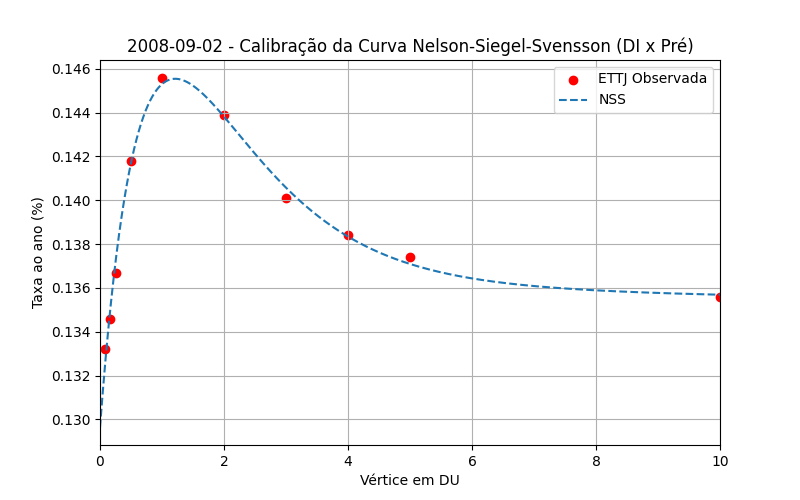 2008-09-02 - Calibração da Curva Nelson-Siegel-Svensson (DI x Pré)
ETTJ Observada
NSS
Taxa ao ano (%)
0.146
0.144
0.142
0.140
0.138
0.136
0.134
0.132
0.130
0 2 4 6 8 10
Vértice em DU